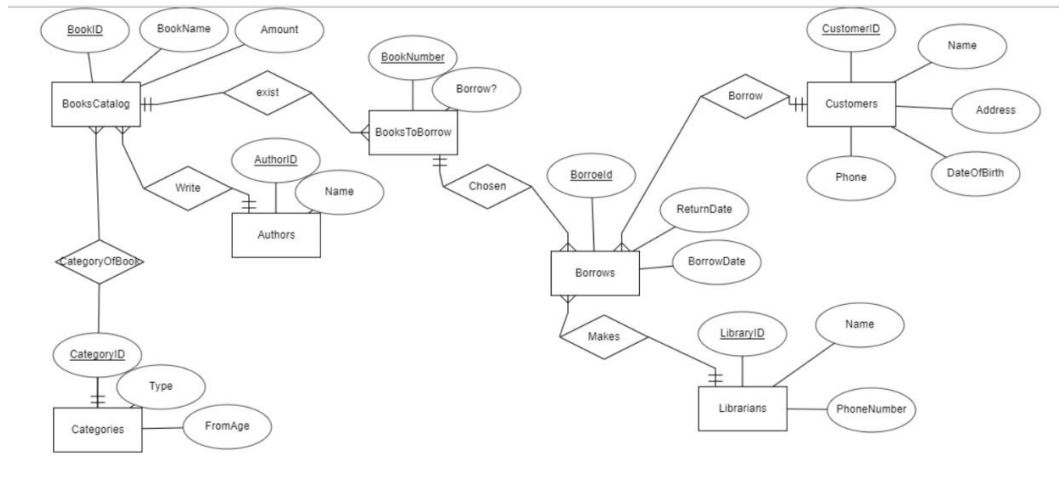 BookID
BookName
Amount
BooksCatalog
exist
BookNumber
Borrow?
BooksToBorrow
Write
AuthorID
Name
Authors
Chosen
CategoryOfBook
CategoryID
Type
FromAge
Categories
BorroeId
ReturnDate
BorrowDate
Borrows
Borrow
CustomerID
Name
Address
DateOfBirth
Phone
Customers
Makes
LibraryID
Name
PhoneNumber
Librarians